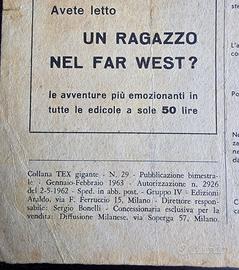 Avete letto
UN RAGAZZO
NEL FAR WEST?
le avventure più emozionanti in
tutte le edicole a sole 50 lire
Collana TEX gigante - N. 29 - Pubblicazione bimestra-
le - Gennaio-Febbraio 1963 - Autorizzazione n. 2926
del 2-5-1962 - Sped. in abb. post. - Gruppo IV - Edizioni
Araldo, via F. Ferruccio 15, Milano - Direttore respon-
sabile: Sergio Bonelli - Concessionaria esclusiva per la
vendita: Diffusione Milanese, via Soperga 57, Milano.